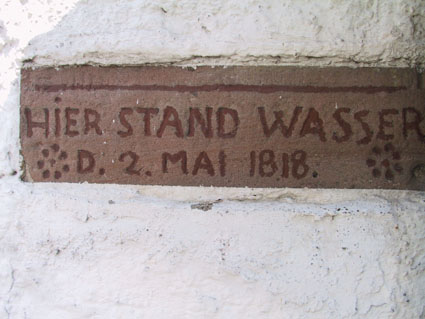 HIER STAND WASSER
D. 2. MAI 1818.